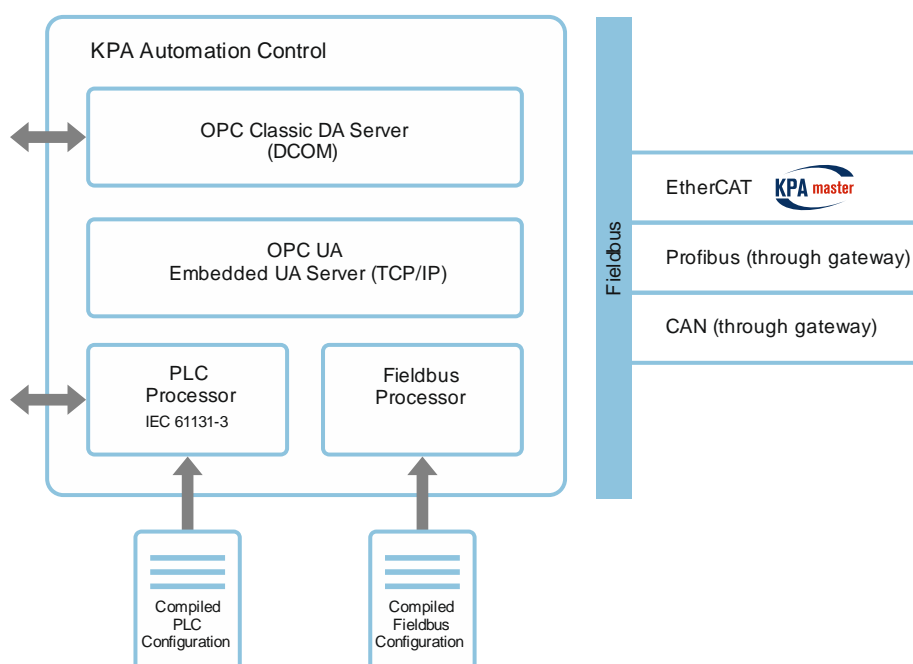 KPA Automation Control
OPC Classic DA Server
(DCOM)
OPC UA
Embedded UA Server (TCP/IP)
PLC
Processor
IEC 61131-3
Fieldbus
Processor
Compiled
PLC
Configuration
Compiled
Fieldbus
Configuration
Fieldbus
EtherCAT
KPA master
Profibus (through gateway)
CAN (through gateway)